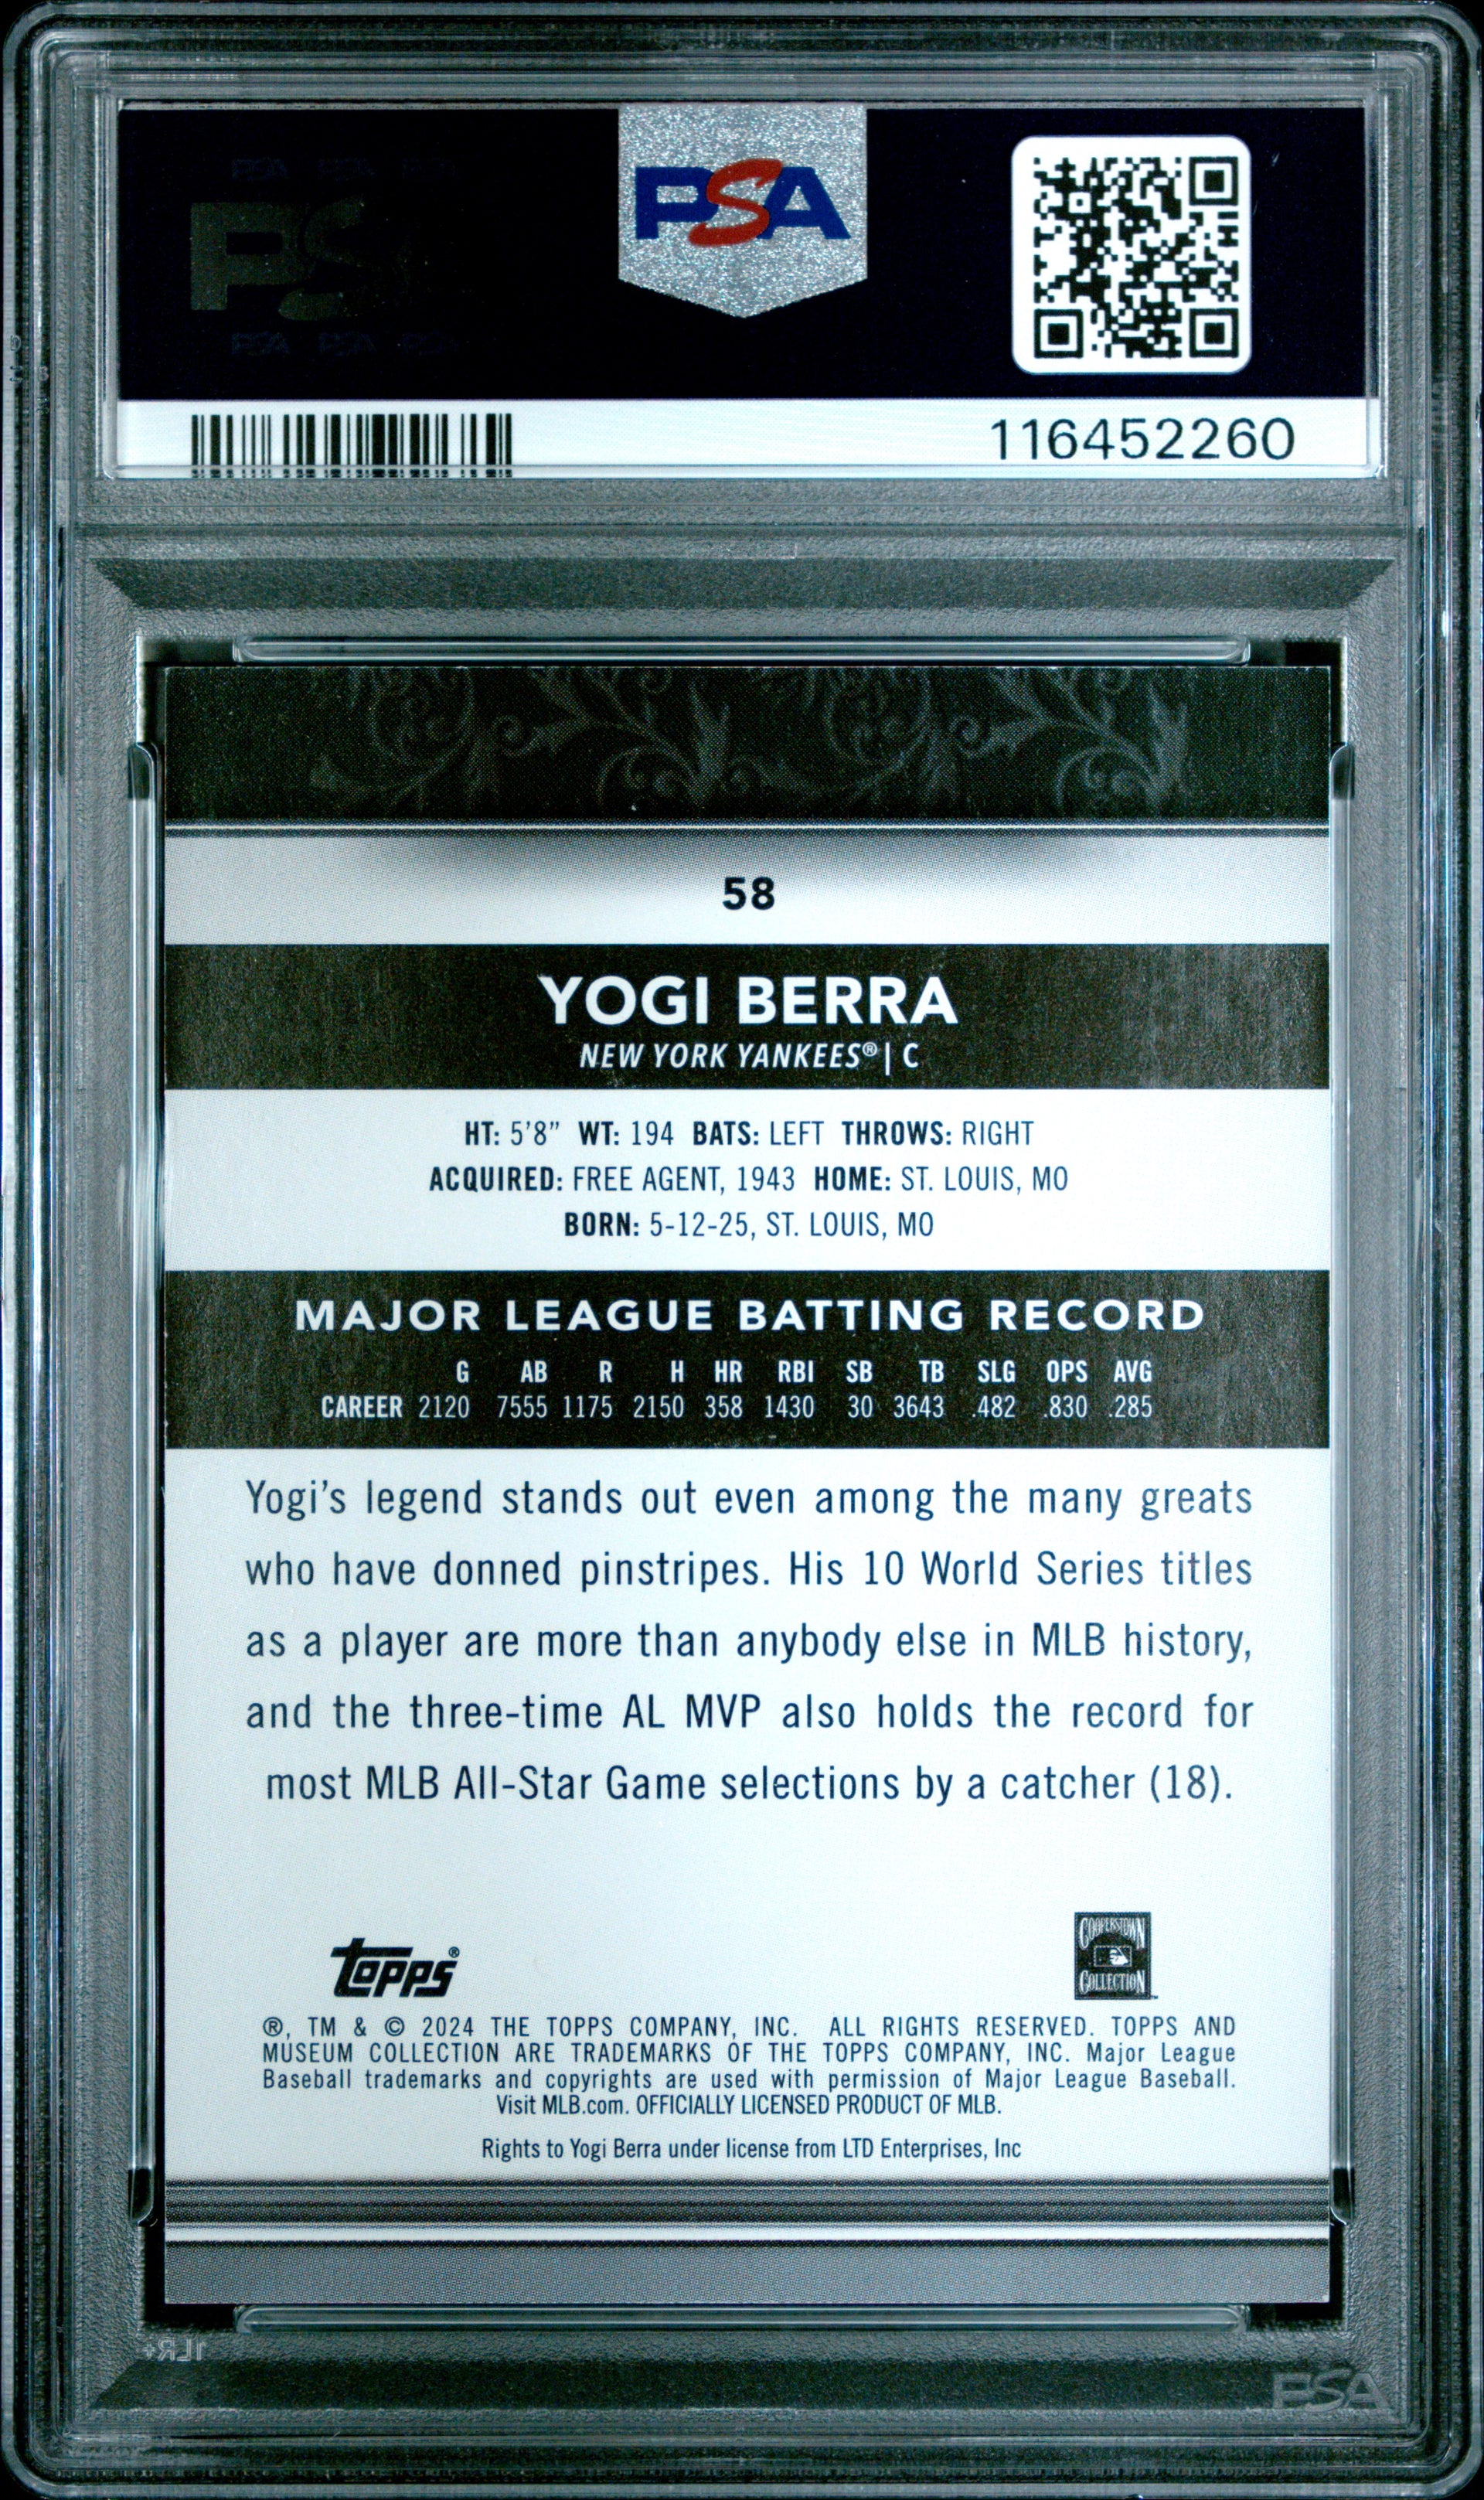 PSA
116452260
58
YOGI BERRA
NEW YORK YANKEES® | C
HT: 5'8" WT: 194 BATS: LEFT THROWS: RIGHT
ACQUIRED: FREE AGENT, 1943 HOME: ST. LOUIS, MO
BORN: 5-12-25, ST. LOUIS, MO
MAJOR LEAGUE BATTING RECORD
G AB R H HR RBI SB TB SLG OPS AVG
CAREER 2120 7555 1175 2150 358 1430 30 3643 .482 .830 .285
Yogi's legend stands out even among the many greats
who have donned pinstripes. His 10 World Series titles
as a player are more than anybody else in MLB history,
and the three-time AL MVP also holds the record for
most MLB All-Star Game selections by a catcher (18).
topps®
COOPERSTOWN
COLLECTION
®, TM & © 2024 THE TOPPS COMPANY, INC. ALL RIGHTS RESERVED. TOPPS AND
MUSEUM COLLECTION ARE TRADEMARKS OF THE TOPPS COMPANY, INC. Major League
Baseball trademarks and copyrights are used with permission of Major League Baseball.
Visit MLB.com. OFFICIALLY LICENSED PRODUCT OF MLB.
Rights to Yogi Berra under license from LTD Enterprises, Inc
PSA